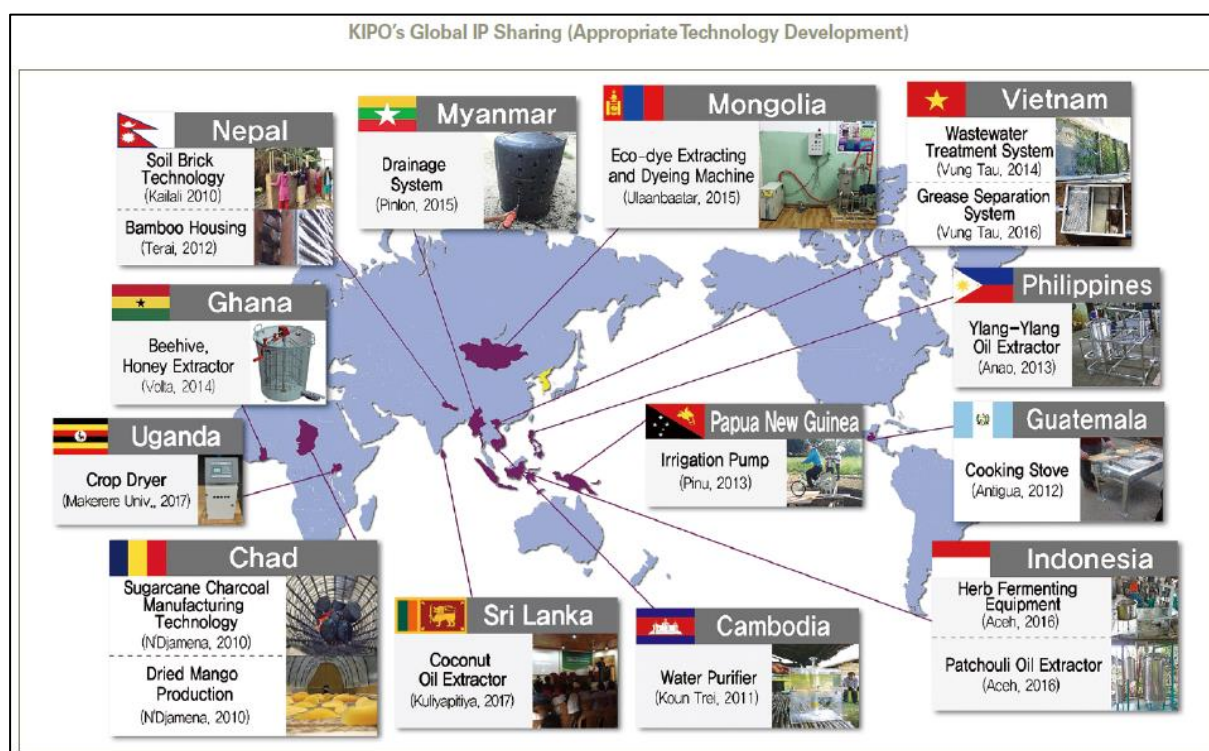 KIPO's Global IP Sharing (Appropriate Technology Development)
Nepal
Soil Brick
Technology
(Kailali 2010)
Bamboo Housing
(Terai, 2012)
Myanmar
Drainage
System
(Pinlon, 2015)
Mongolia
Eco-dye Extracting
and Dyeing Machine
(Ulaanbaatar, 2015)
Vietnam
Wastewater
Treatment System
(Vung Tau, 2014)
Grease Separation
System
(Vung Tau, 2016)
Ghana
Beehive,
Honey Extractor
(Volta, 2014)
Philippines
Ylang-Ylang
Oil Extractor
(Anao, 2013)
Uganda
Crop Dryer
(Makerere Univ,, 2017)
Papua New Guinea
Irrigation Pump
(Pinu, 2013)
Guatemala
Cooking Stove
(Antigua, 2012)
Chad
Sugarcane Charcoal
Manufacturing
Technology
(N'Djamena, 2010)
Dried Mango
Production
(N'Djamena, 2010)
Sri Lanka
Coconut
Oil Extractor
(Kuliyapitiya, 2017)
Cambodia
Water Purifier
(Koun Trei, 2011)
Indonesia
Herb Fermenting
Equipment
(Aceh, 2016)
Patchouli Oil Extractor
(Aceh, 2016)